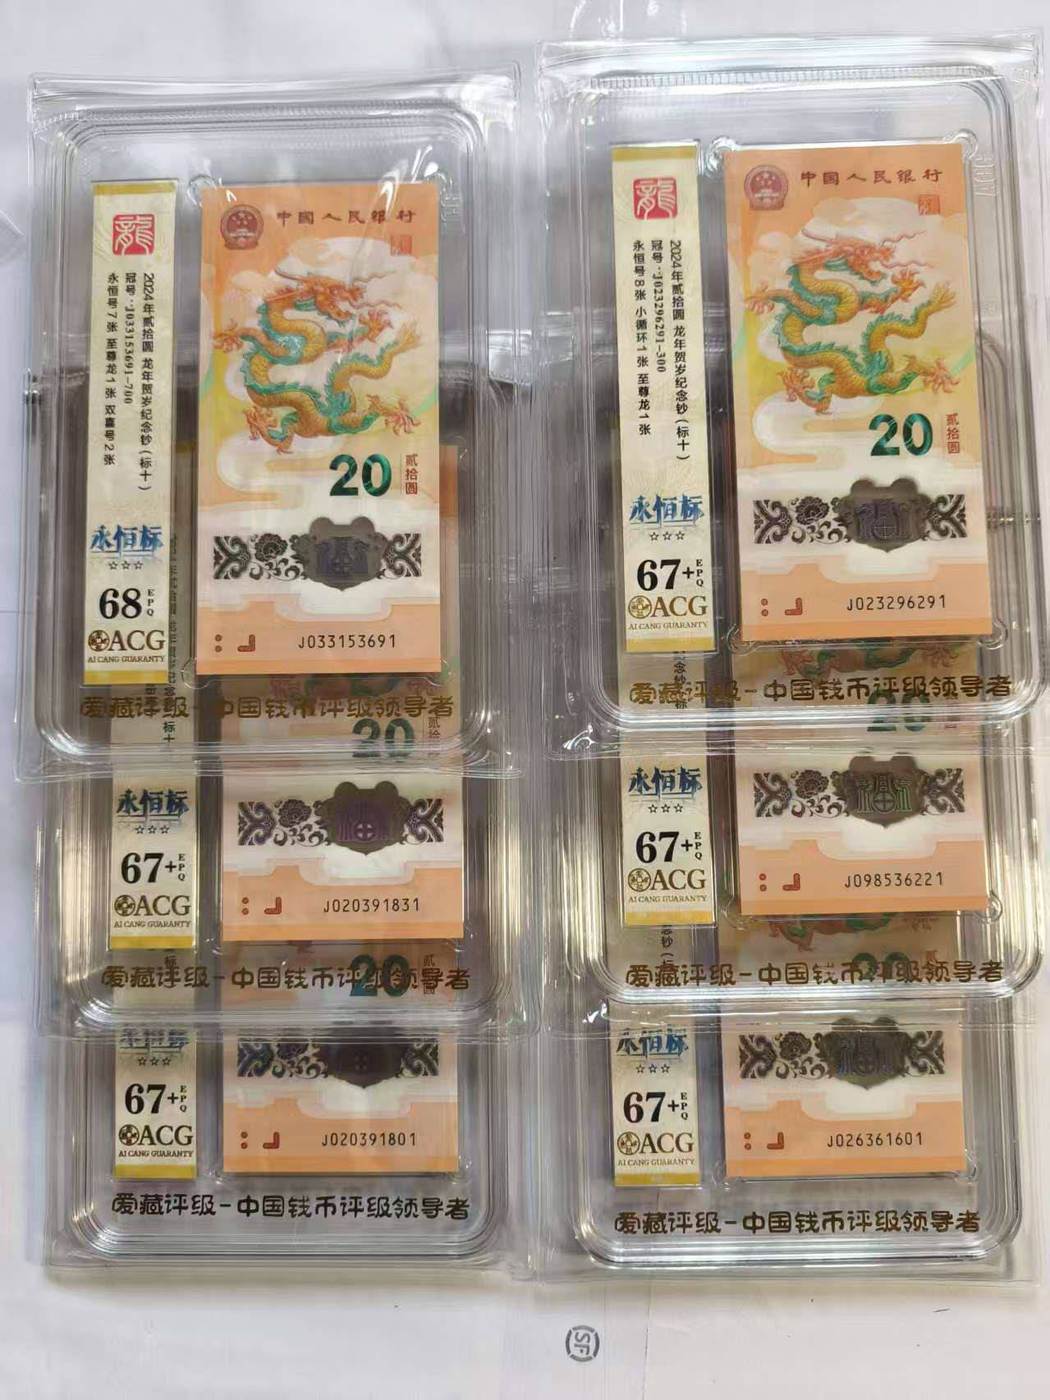 龍
2024年贰拾圆 龙年贺岁纪念钞（标十）
冠号：J033153691-700
永恒号7张 至尊龙1张 双喜号2张
永恒标
☆☆☆
68 EPQ
ACG
AI CANG GUARANTY
中国人民银行
20 贰拾圆
J033153691
爱藏评级-中国钱币评级领导者
龍
2024年贰拾圆 龙年贺岁纪念钞（标十）
冠号：J023296291-300
永恒号8张 小循环1张 至尊龙1张
永恒标
☆☆☆
67+ EPQ
ACG
AI CANG GUARANTY
中国人民银行
20 贰拾圆
J023296291
爱藏评级-中国钱币评级领导者
20
永恒标
☆☆☆
67+ EPQ
ACG
AI CANG GUARANTY
J020391831
爱藏评级-中国钱币评级领导者
20
永恒标
☆☆☆
67+ EPQ
ACG
AI CANG GUARANTY
J098536221
爱藏评级-中国钱币评级领导者
20
永恒标
☆☆☆
67+ EPQ
ACG
AI CANG GUARANTY
J020391801
爱藏评级-中国钱币评级领导者
20
永恒标
☆☆☆
67+ EPQ
ACG
AI CANG GUARANTY
J026361601
爱藏评级-中国钱币评级领导者
SF